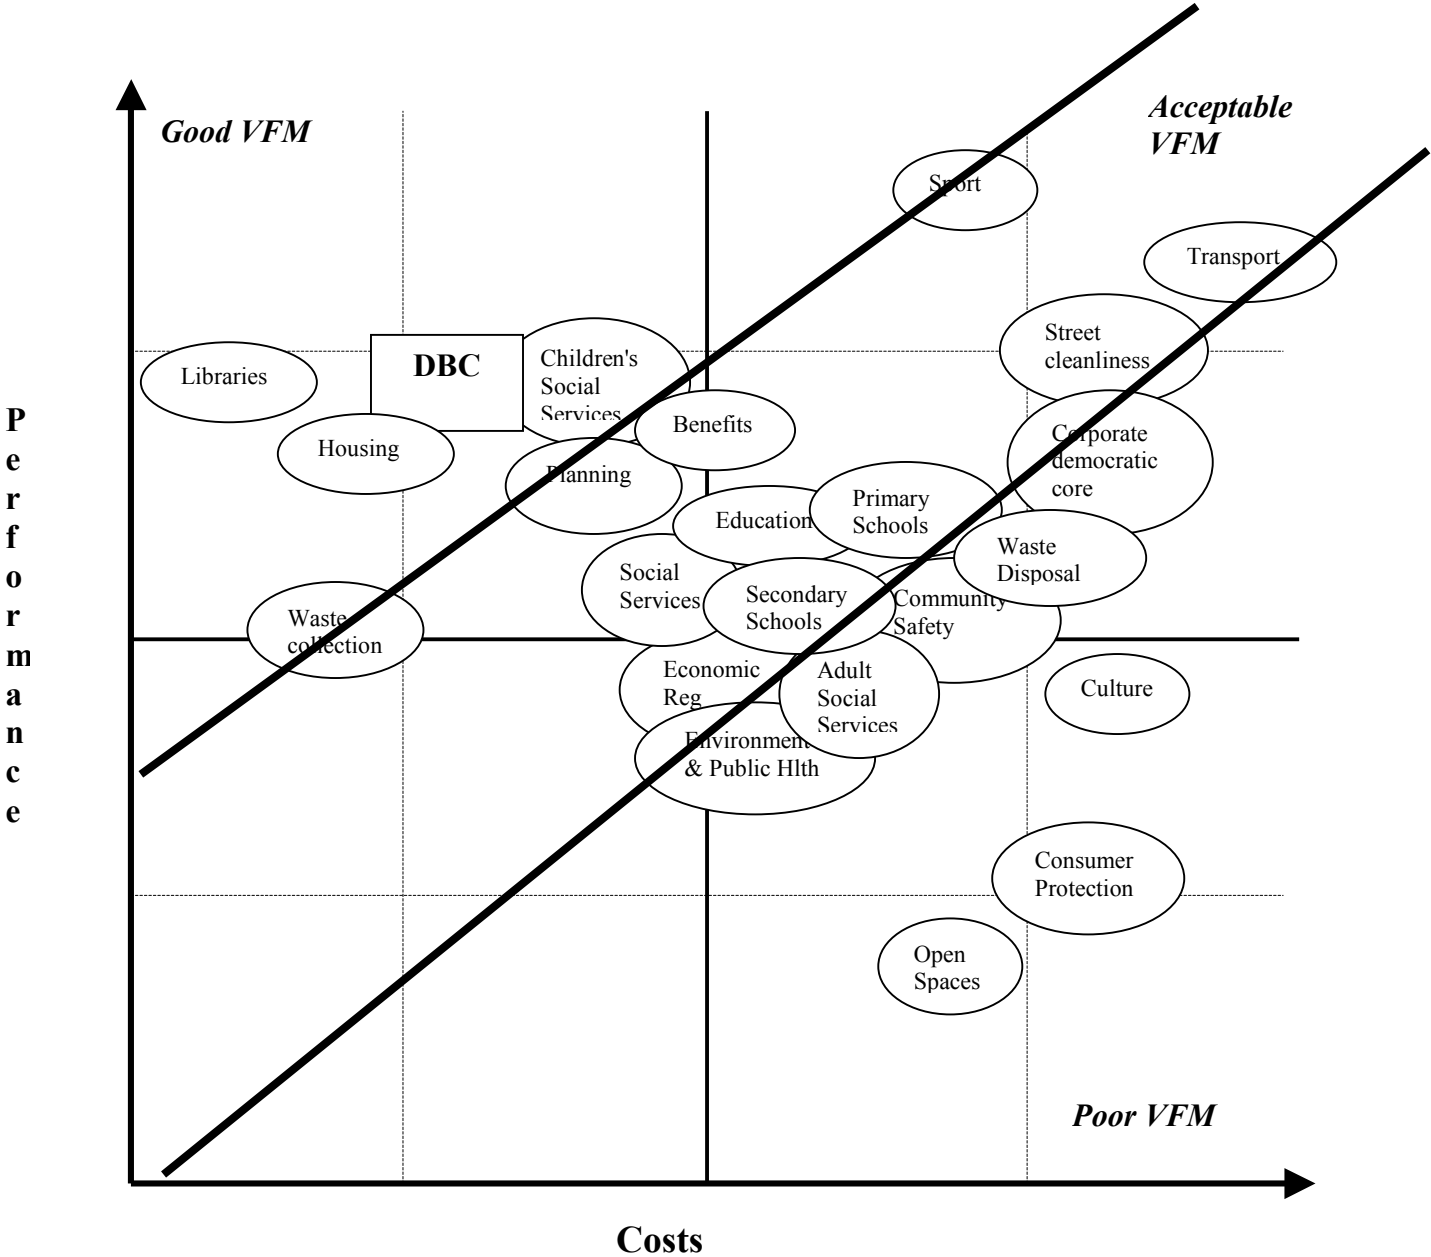 Good VFM
Acceptable
VFM
Sport
Transport
Street
cleanliness
Children's
Social
Services
DBC
Libraries
Benefits
Corporate
democratic
core
Housing
Planning
Primary
Schools
Education
Waste
Disposal
Social
Services
Secondary
Schools
Community
Safety
Waste
collection
Economic
Reg
Adult
Social
Services
Culture
Environment
& Public Hlth
Consumer
Protection
Open
Spaces
Poor VFM
P
e
r
f
o
r
m
a
n
c
e
Costs